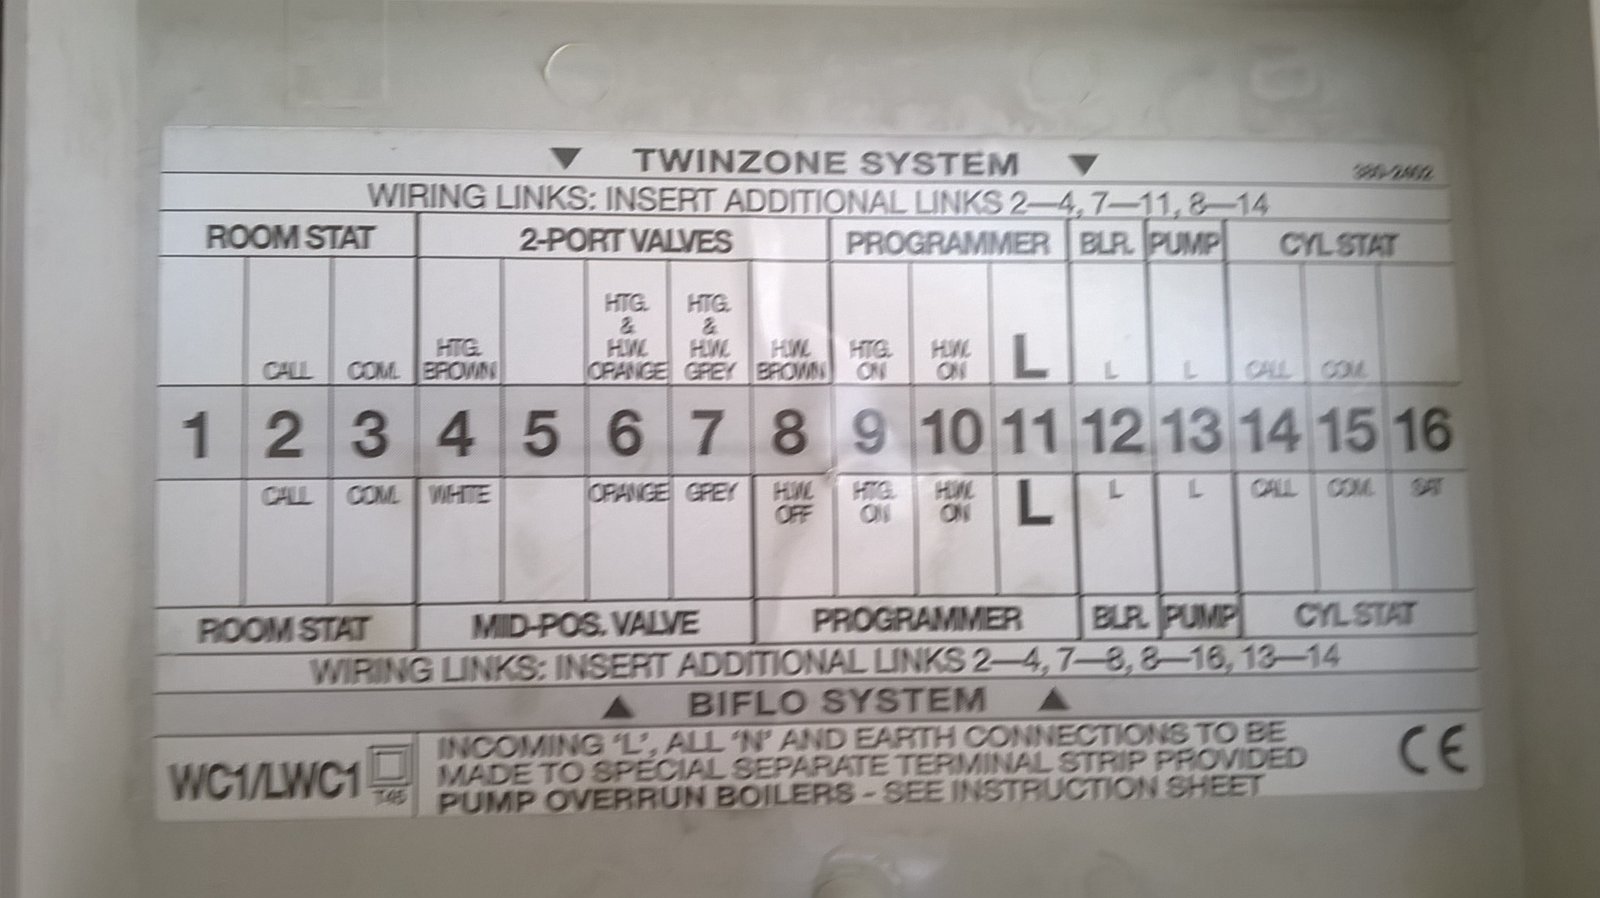 ▼ TWINZONE SYSTEM ▼ 380-2402
WIRING LINKS: INSERT ADDITIONAL LINKS 2—4, 7—11, 8—14
ROOM STAT 2-PORT VALVES PROGRAMMER BLR. PUMP CYL STAT
HTG. HTG.
& &
HTG. H.W. H.W. H.W. HTG. H.W. L
CALL COM. BROWN ORANGE GREY BROWN ON ON L L CALL COM.
1 2 3 4 5 6 7 8 9 10 11 12 13 14 15 16
CALL COM. WHITE ORANGE GREY H.W. HTG. H.W. L L L CALL COM. SAT
OFF ON ON
ROOM STAT MID-POS. VALVE PROGRAMMER BLR. PUMP CYL STAT
WIRING LINKS: INSERT ADDITIONAL LINKS 2—4, 7—8, 8—16, 13—14
▲ BIFLO SYSTEM ▲
WC1/LWC1 T45
INCOMING 'L', ALL 'N' AND EARTH CONNECTIONS TO BE
MADE TO SPECIAL SEPARATE TERMINAL STRIP PROVIDED
PUMP OVERRUN BOILERS - SEE INSTRUCTION SHEET
CE